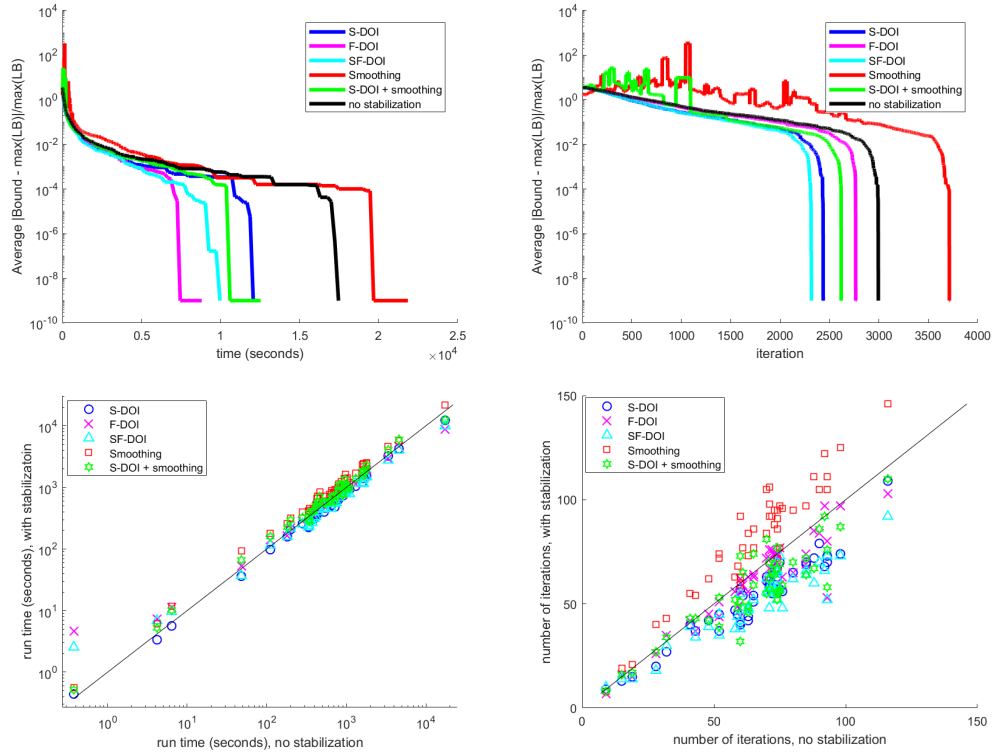 10^4
10^2
10^0
10^-2
10^-4
10^-6
10^-8
10^-10
Average |Bound - max(LB)|/max(LB)
S-DOI
F-DOI
SF-DOI
Smoothing
S-DOI + smoothing
no stabilization
0 0.5 1 1.5 2 2.5
time (seconds)
×10^4
10^4
10^2
10^0
10^-2
10^-4
10^-6
10^-8
10^-10
Average |Bound - max(LB)|/max(LB)
S-DOI
F-DOI
SF-DOI
Smoothing
S-DOI + smoothing
no stabilization
0 500 1000 1500 2000 2500 3000 3500 4000
iteration
10^4
10^3
10^2
10^1
10^0
run time (seconds), with stabilizatoin
S-DOI
F-DOI
SF-DOI
Smoothing
S-DOI + smoothing
10^0 10^1 10^2 10^3 10^4
run time (seconds), no stabilization
150
100
50
0
number of iterations, with stabilization
S-DOI
F-DOI
SF-DOI
Smoothing
S-DOI + smoothing
0 50 100 150
number of iterations, no stabilization